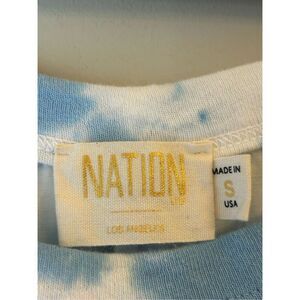 NATION
LTD
LOS ANGELES
MADE IN
S
USA